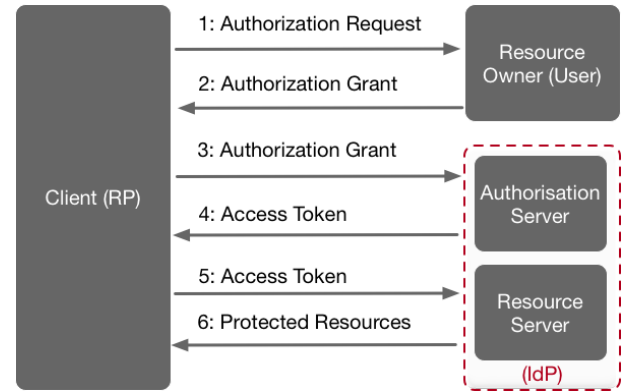 1: Authorization Request
Resource
Owner (User)
2: Authorization Grant
3: Authorization Grant
Client (RP)
Authorisation
Server
4: Access Token
5: Access Token
Resource
Server
6: Protected Resources
(IdP)